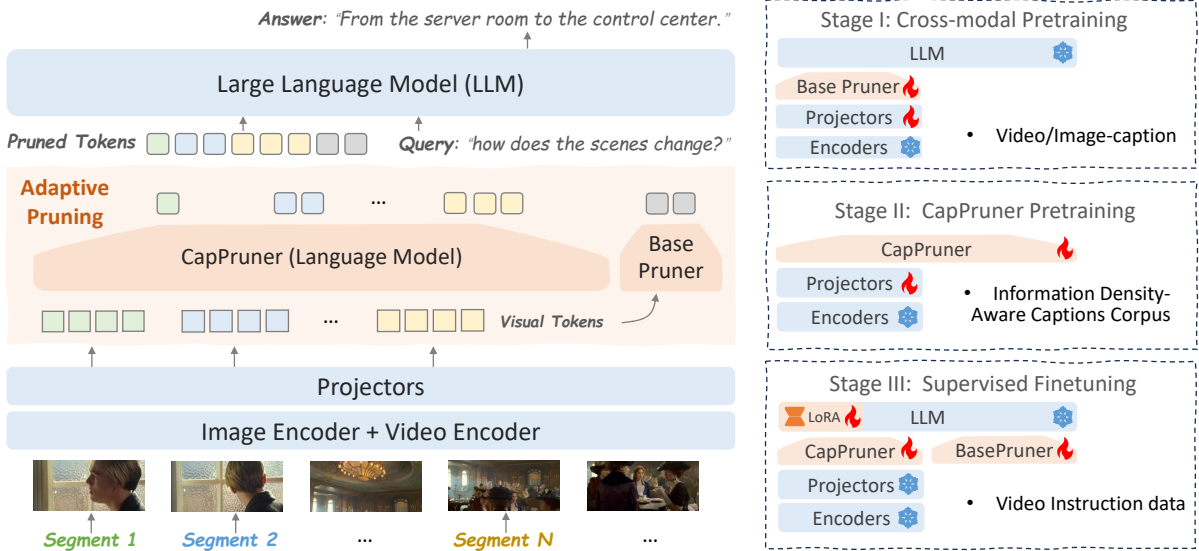 Answer: “From the server room to the control center.”
Large Language Model (LLM)
Pruned Tokens
Query: “how does the scenes change?”
Adaptive
Pruning
...
CapPruner (Language Model)
Base
Pruner
...
Visual Tokens
Projectors
Image Encoder + Video Encoder
Segment 1
Segment 2
...
Segment N
...
Stage I: Cross-modal Pretraining
LLM
Base Pruner
Projectors
Encoders
• Video/Image-caption
Stage II: CapPruner Pretraining
CapPruner
Projectors
Encoders
• Information Density-
Aware Captions Corpus
Stage III: Supervised Finetuning
LoRA
LLM
CapPruner
BasePruner
Projectors
Encoders
• Video Instruction data